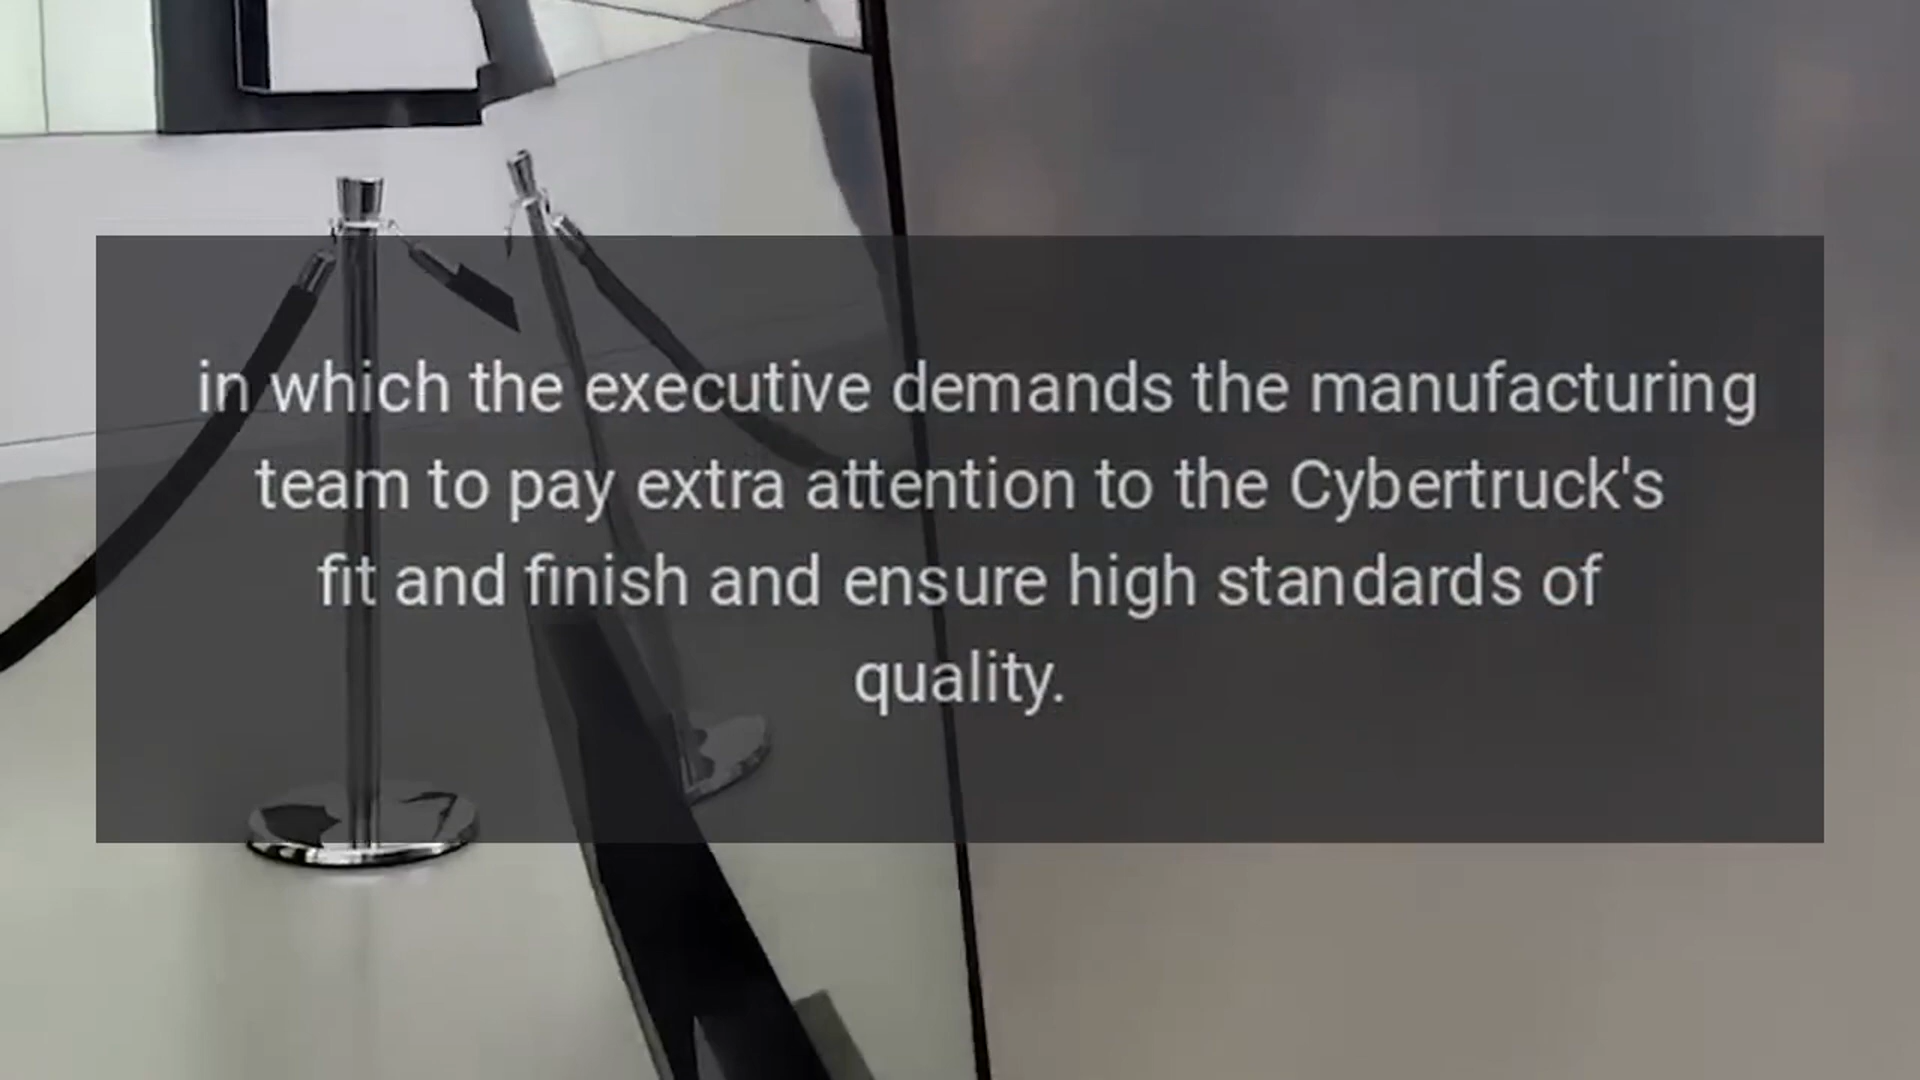 in which the executive demands the manufacturing
team to pay extra attention to the Cybertruck's
fit and finish and ensure high standards of
quality.